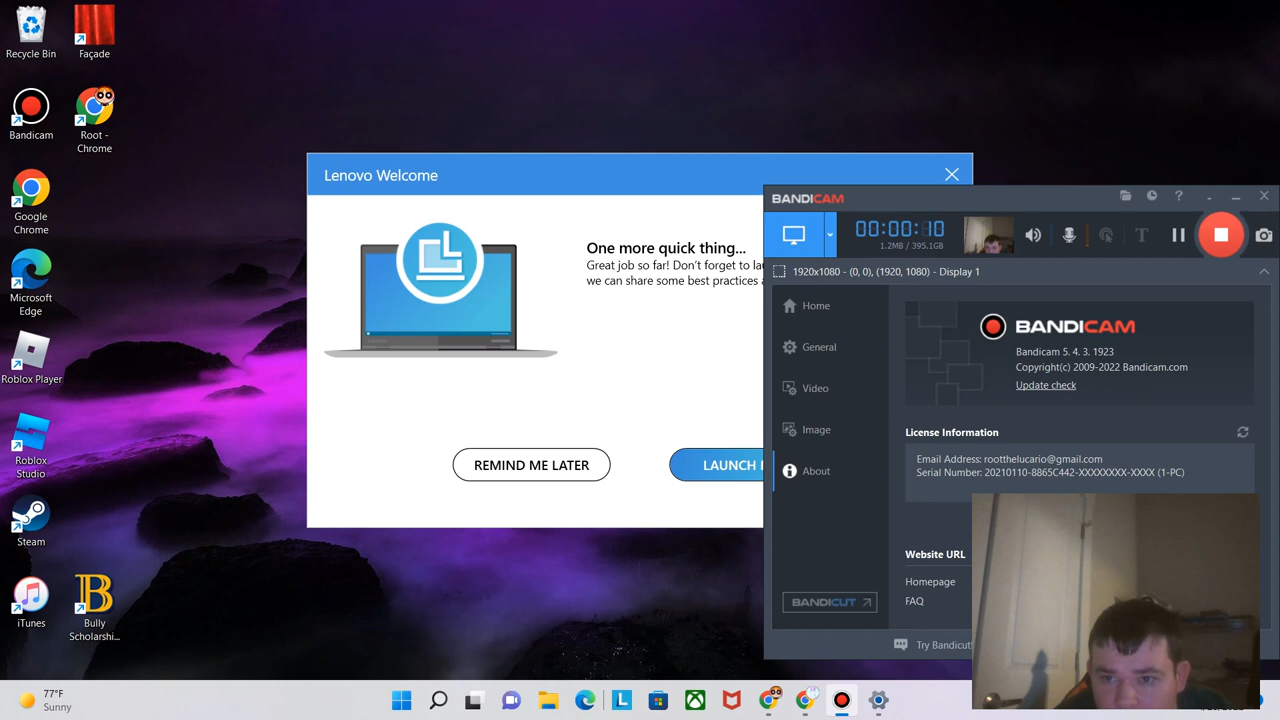 Recycle Bin
Façade
Bandicam
Root -
Chrome
Google
Chrome
Microsoft
Edge
Roblox Player
Roblox
Studio
Steam
iTunes
Bully
Scholarshi...
Lenovo Welcome
One more quick thing...
Great job so far! Don't forget to
we can share some best practices
Lenovo
REMIND ME LATER
LAUNCH
BANDICAM
00:00:10
1.2MB / 395.1GB
1920x1080 - (0, 0), (1920, 1080) - Display 1
Home
General
Video
Image
About
BANDICUT
BANDICAM
Bandicam 5. 4. 3. 1923
Copyright(c) 2009-2022 Bandicam.com
Update check
License Information
Email Address: rootthelucario@gmail.com
Serial Number: 20210110-8865C442-XXXXXXXX-XXXX (1-PC)
Website URL
Homepage
FAQ
Try Bandicut
77°F
Sunny